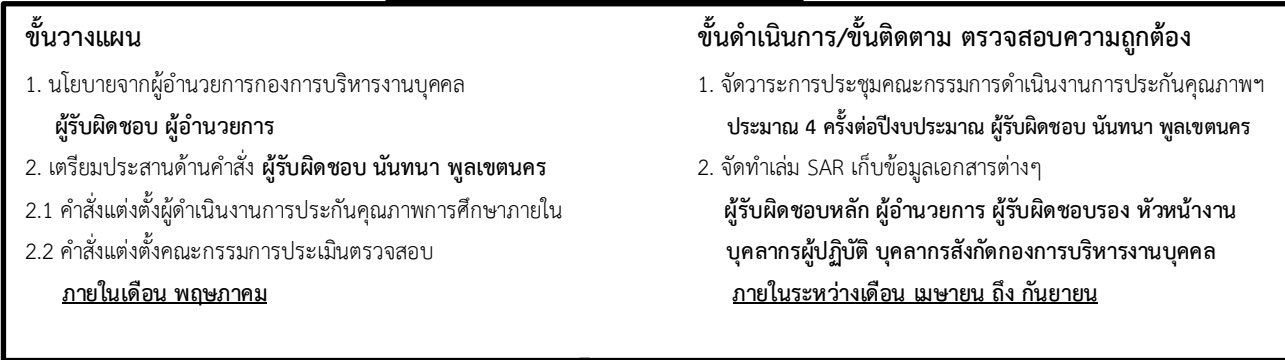 ขั้นวางแผน
1. นโยบายจากผู้อำนวยการกองการบริหารงานบุคคล
ผู้รับผิดชอบ ผู้อำนวยการ
2. เตรียมประสานด้านคำสั่ง ผู้รับผิดชอบ นันทนา พูลเขตนคร
2.1 คำสั่งแต่งตั้งผู้ดำเนินงานการประกันคุณภาพการศึกษาภายใน
2.2 คำสั่งแต่งตั้งคณะกรรมการประเมินตรวจสอบ
ภายในเดือน พฤษภาคม
ขั้นดำเนินการ/ขั้นติดตาม ตรวจสอบความถูกต้อง
1. จัดวาระการประชุมคณะกรรมการดำเนินงานการประกันคุณภาพฯ
ประมาณ 4 ครั้งต่อปีงบประมาณ ผู้รับผิดชอบ นันทนา พูลเขตนคร
2. จัดทำเล่ม SAR เก็บข้อมูลเอกสารต่างๆ
ผู้รับผิดชอบหลัก ผู้อำนวยการ ผู้รับผิดชอบรอง หัวหน้างาน
บุคลากรผู้ปฏิบัติ บุคลากรสังกัดกองการบริหารงานบุคคล
ภายในระหว่างเดือน เมษายน ถึง กันยายน